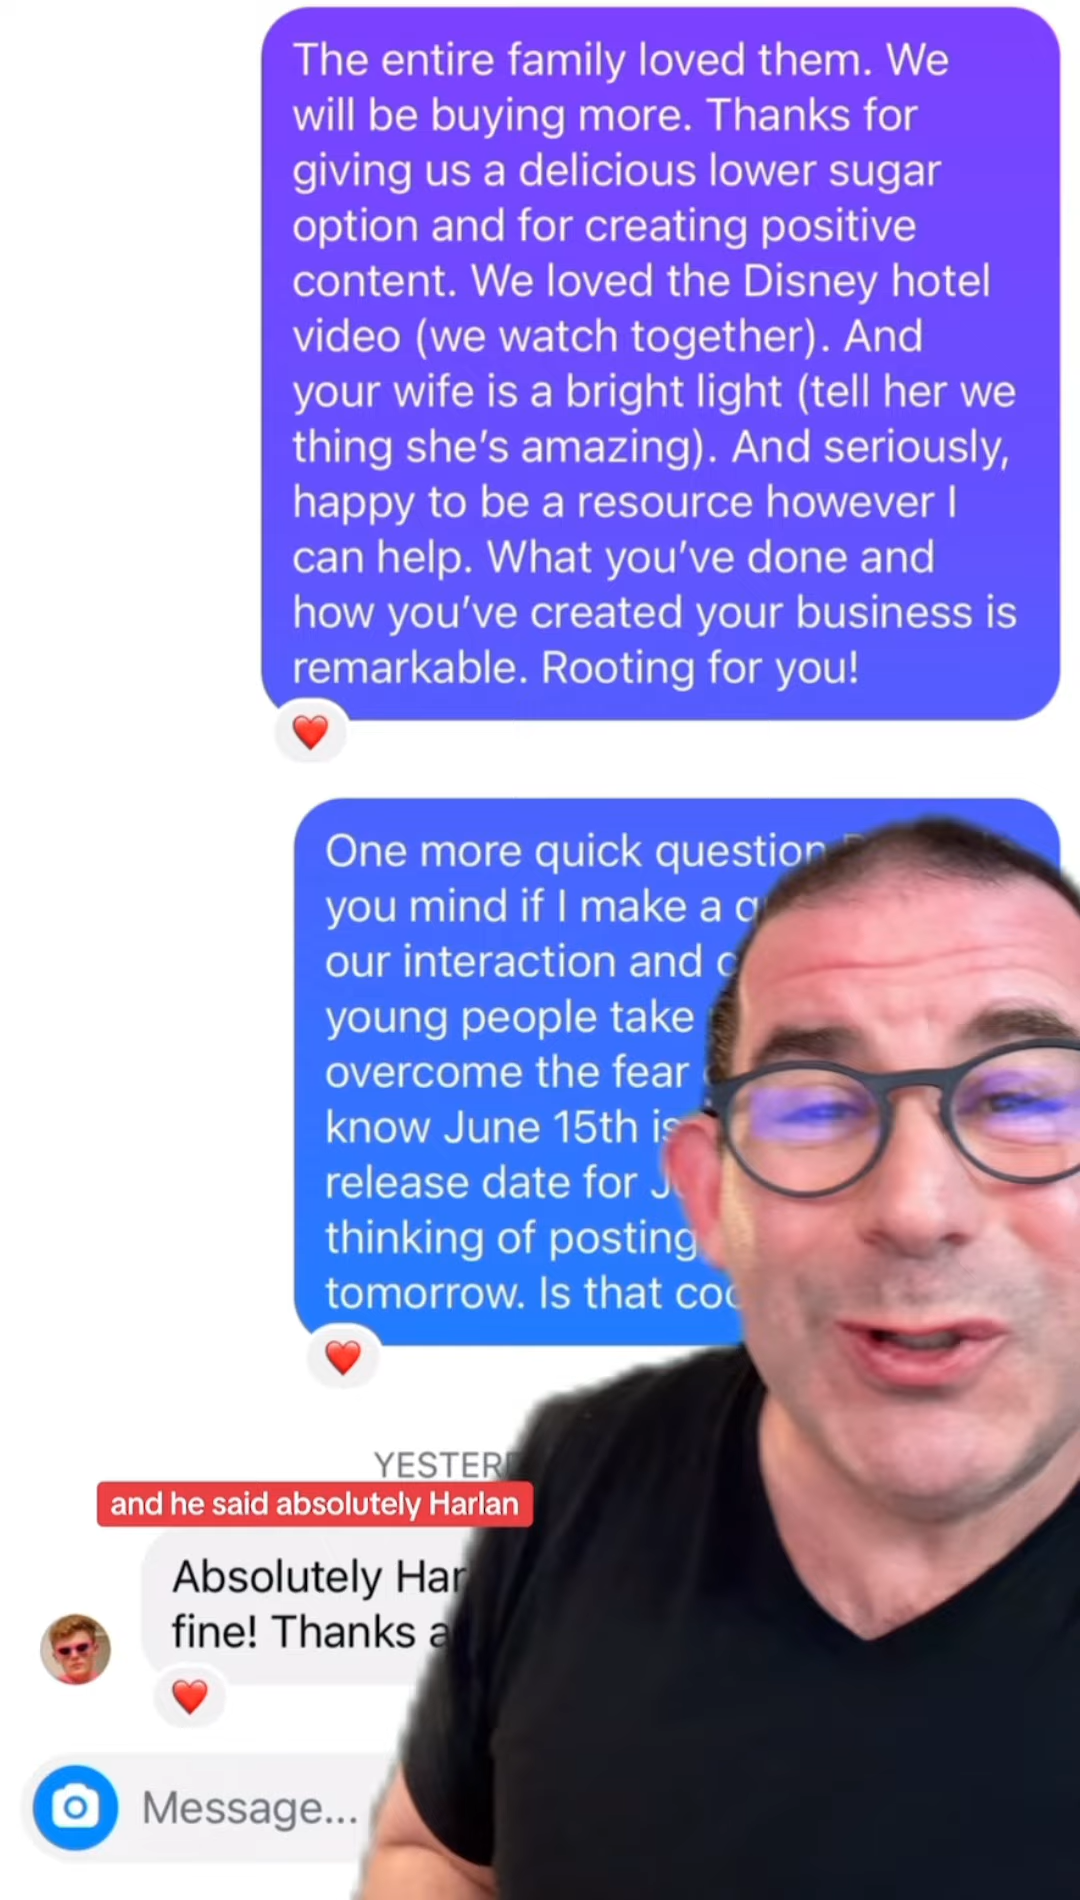 The entire family loved them. We
will be buying more. Thanks for
giving us a delicious lower sugar
option and for creating positive
content. We loved the Disney hotel
video (we watch together). And
your wife is a bright light (tell her we
thing she's amazing). And seriously,
happy to be a resource however I
can help. What you've done and
how you've created your business is
remarkable. Rooting for you!
One more quick question
you mind if I make a
our interaction and
young people take
overcome the fear
know June 15th is
release date for
thinking of posting
tomorrow. Is that
and he said absolutely Harlan
Absolutely
fine! Thanks
Message...